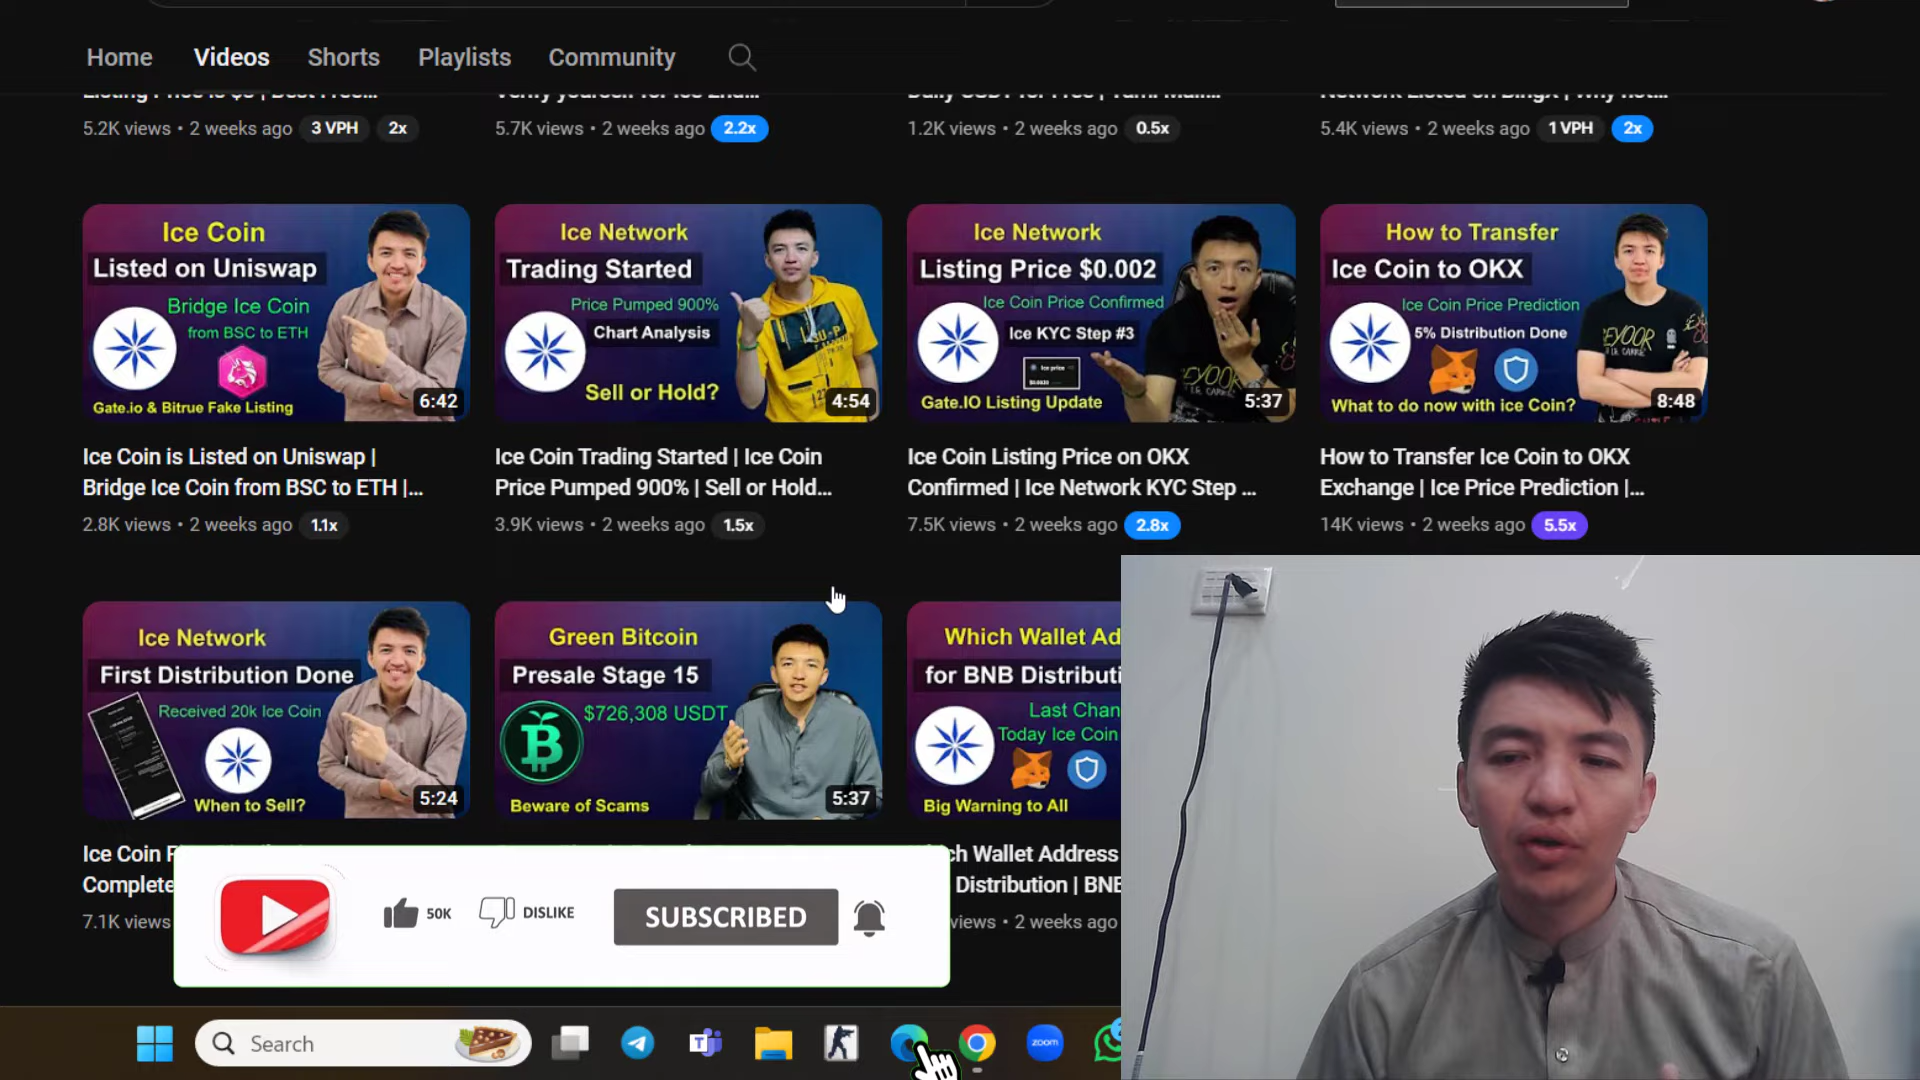 Home Videos Shorts Playlists Community
5.2K views • 2 weeks ago 3 VPH 2x
5.7K views • 2 weeks ago 2.2x
1.2K views • 2 weeks ago 0.5x
5.4K views • 2 weeks ago 1 VPH 2x
Ice Coin
Listed on Uniswap
Bridge Ice Coin
from BSC to ETH
Gate.io & Bitrue Fake Listing
6:42
Ice Network
Trading Started
Price Pumped 900%
Chart Analysis
Sell or Hold?
4:54
Ice Network
Listing Price $0.002
Ice Coin Price Confirmed
Ice KYC Step #3
Gate.IO Listing Update
5:37
How to Transfer
Ice Coin to OKX
Ice Coin Price Prediction
5% Distribution Done
What to do now with ice Coin?
8:48
Ice Coin is Listed on Uniswap |
Bridge Ice Coin from BSC to ETH |...
2.8K views • 2 weeks ago 1.1x
Ice Coin Trading Started | Ice Coin
Price Pumped 900% | Sell or Hold...
3.9K views • 2 weeks ago 1.5x
Ice Coin Listing Price on OKX
Confirmed | Ice Network KYC Step ...
7.5K views • 2 weeks ago 2.8x
How to Transfer Ice Coin to OKX
Exchange | Ice Price Prediction |...
14K views • 2 weeks ago 5.5x
Ice Network
First Distribution Done
Received 20k Ice Coin
When to Sell?
5:24
Green Bitcoin
Presale Stage 15
$726,308 USDT
Beware of Scams
5:37
Which Wallet Ad
for BNB Distributi
Last Chan
Today Ice Coin
Big Warning to All
Ice Coin
Complete
7.1K views
ch Wallet Address
Distribution | BNB
views • 2 weeks ago
50K DISLIKE SUBSCRIBED
Search
zoom